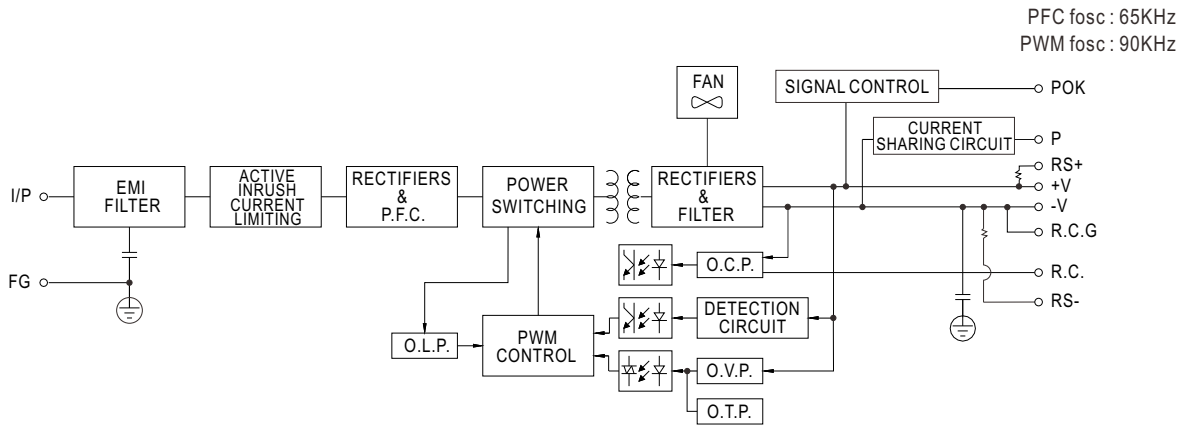 PFC fosc : 65KHz
PWM fosc : 90KHz
FAN
SIGNAL CONTROL
POK
CURRENT
SHARING CIRCUIT
P
RS+
+V
-V
R.C.G
R.C.
RS-
I/P
EMI
FILTER
ACTIVE
INRUSH
CURRENT
LIMITING
RECTIFIERS
&
P.F.C.
POWER
SWITCHING
RECTIFIERS
&
FILTER
FG
O.C.P.
DETECTION
CIRCUIT
O.L.P.
PWM
CONTROL
O.V.P.
O.T.P.